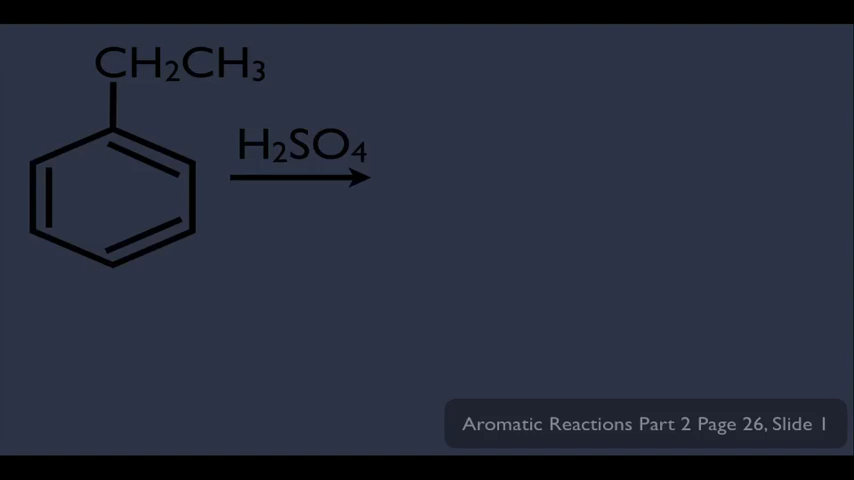 CH₂CH₃
H₂SO₄
Aromatic Reactions Part 2 Page 26, Slide 1